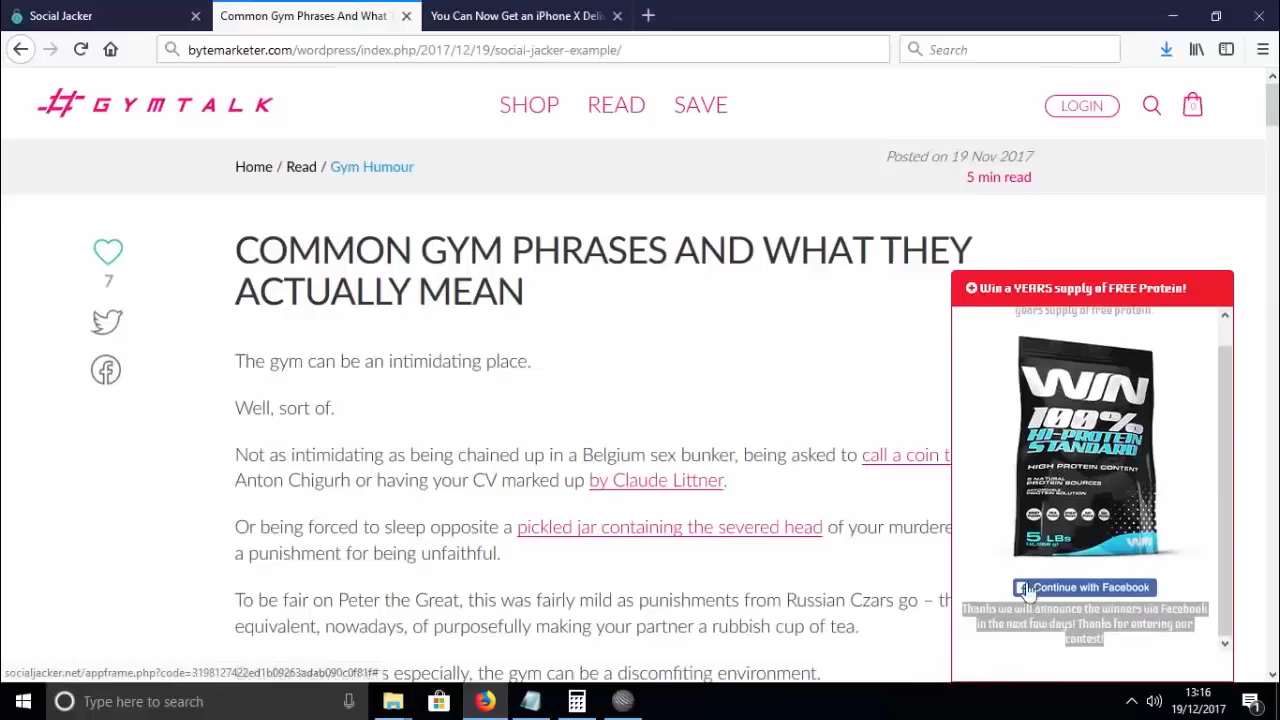 Social Jacker
Common Gym Phrases And What
You Can Now Get an iPhone X Deli
bytemarketer.com/wordpress/index.php/2017/12/19/social-jacker-example/
Search
GYMTALK
SHOP READ SAVE
LOGIN
0
Home / Read / Gym Humour
Posted on 19 Nov 2017
5 min read
7
COMMON GYM PHRASES AND WHAT THEY
ACTUALLY MEAN
The gym can be an intimidating place.
Well, sort of.
Not as intimidating as being chained up in a Belgium sex bunker, being asked to call a coin t
Anton Chigurh or having your CV marked up by Claude Littner.
Or being forced to sleep opposite a pickled jar containing the severed head of your murdere
a punishment for being unfaithful.
To be fair on Peter the Great, this was fairly mild as punishments from Russian Czars go – th
equivalent, nowadays, of purposefully making your partner a rubbish cup of tea.
s especially, the gym can be a discomfiting environment.
Win a YEARS supply of FREE Protein!
years supply of free protein.
WIN
100%
HI-PROTEIN
STANDARD
HIGH PROTEIN CONTENT
5 LBs
WIN
Continue with Facebook
Thanks we will announce the winners via Facebook
in the next few days! Thanks for entering our
contest!
socialjacker.net/appframe.php?code=3198127422ed1b09263adab090c0f81f#
Type here to search
13:16
19/12/2017
1